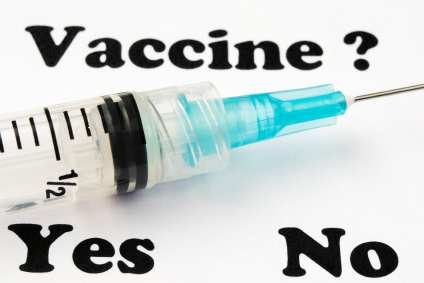 Vaccine ?
1/2
Yes No